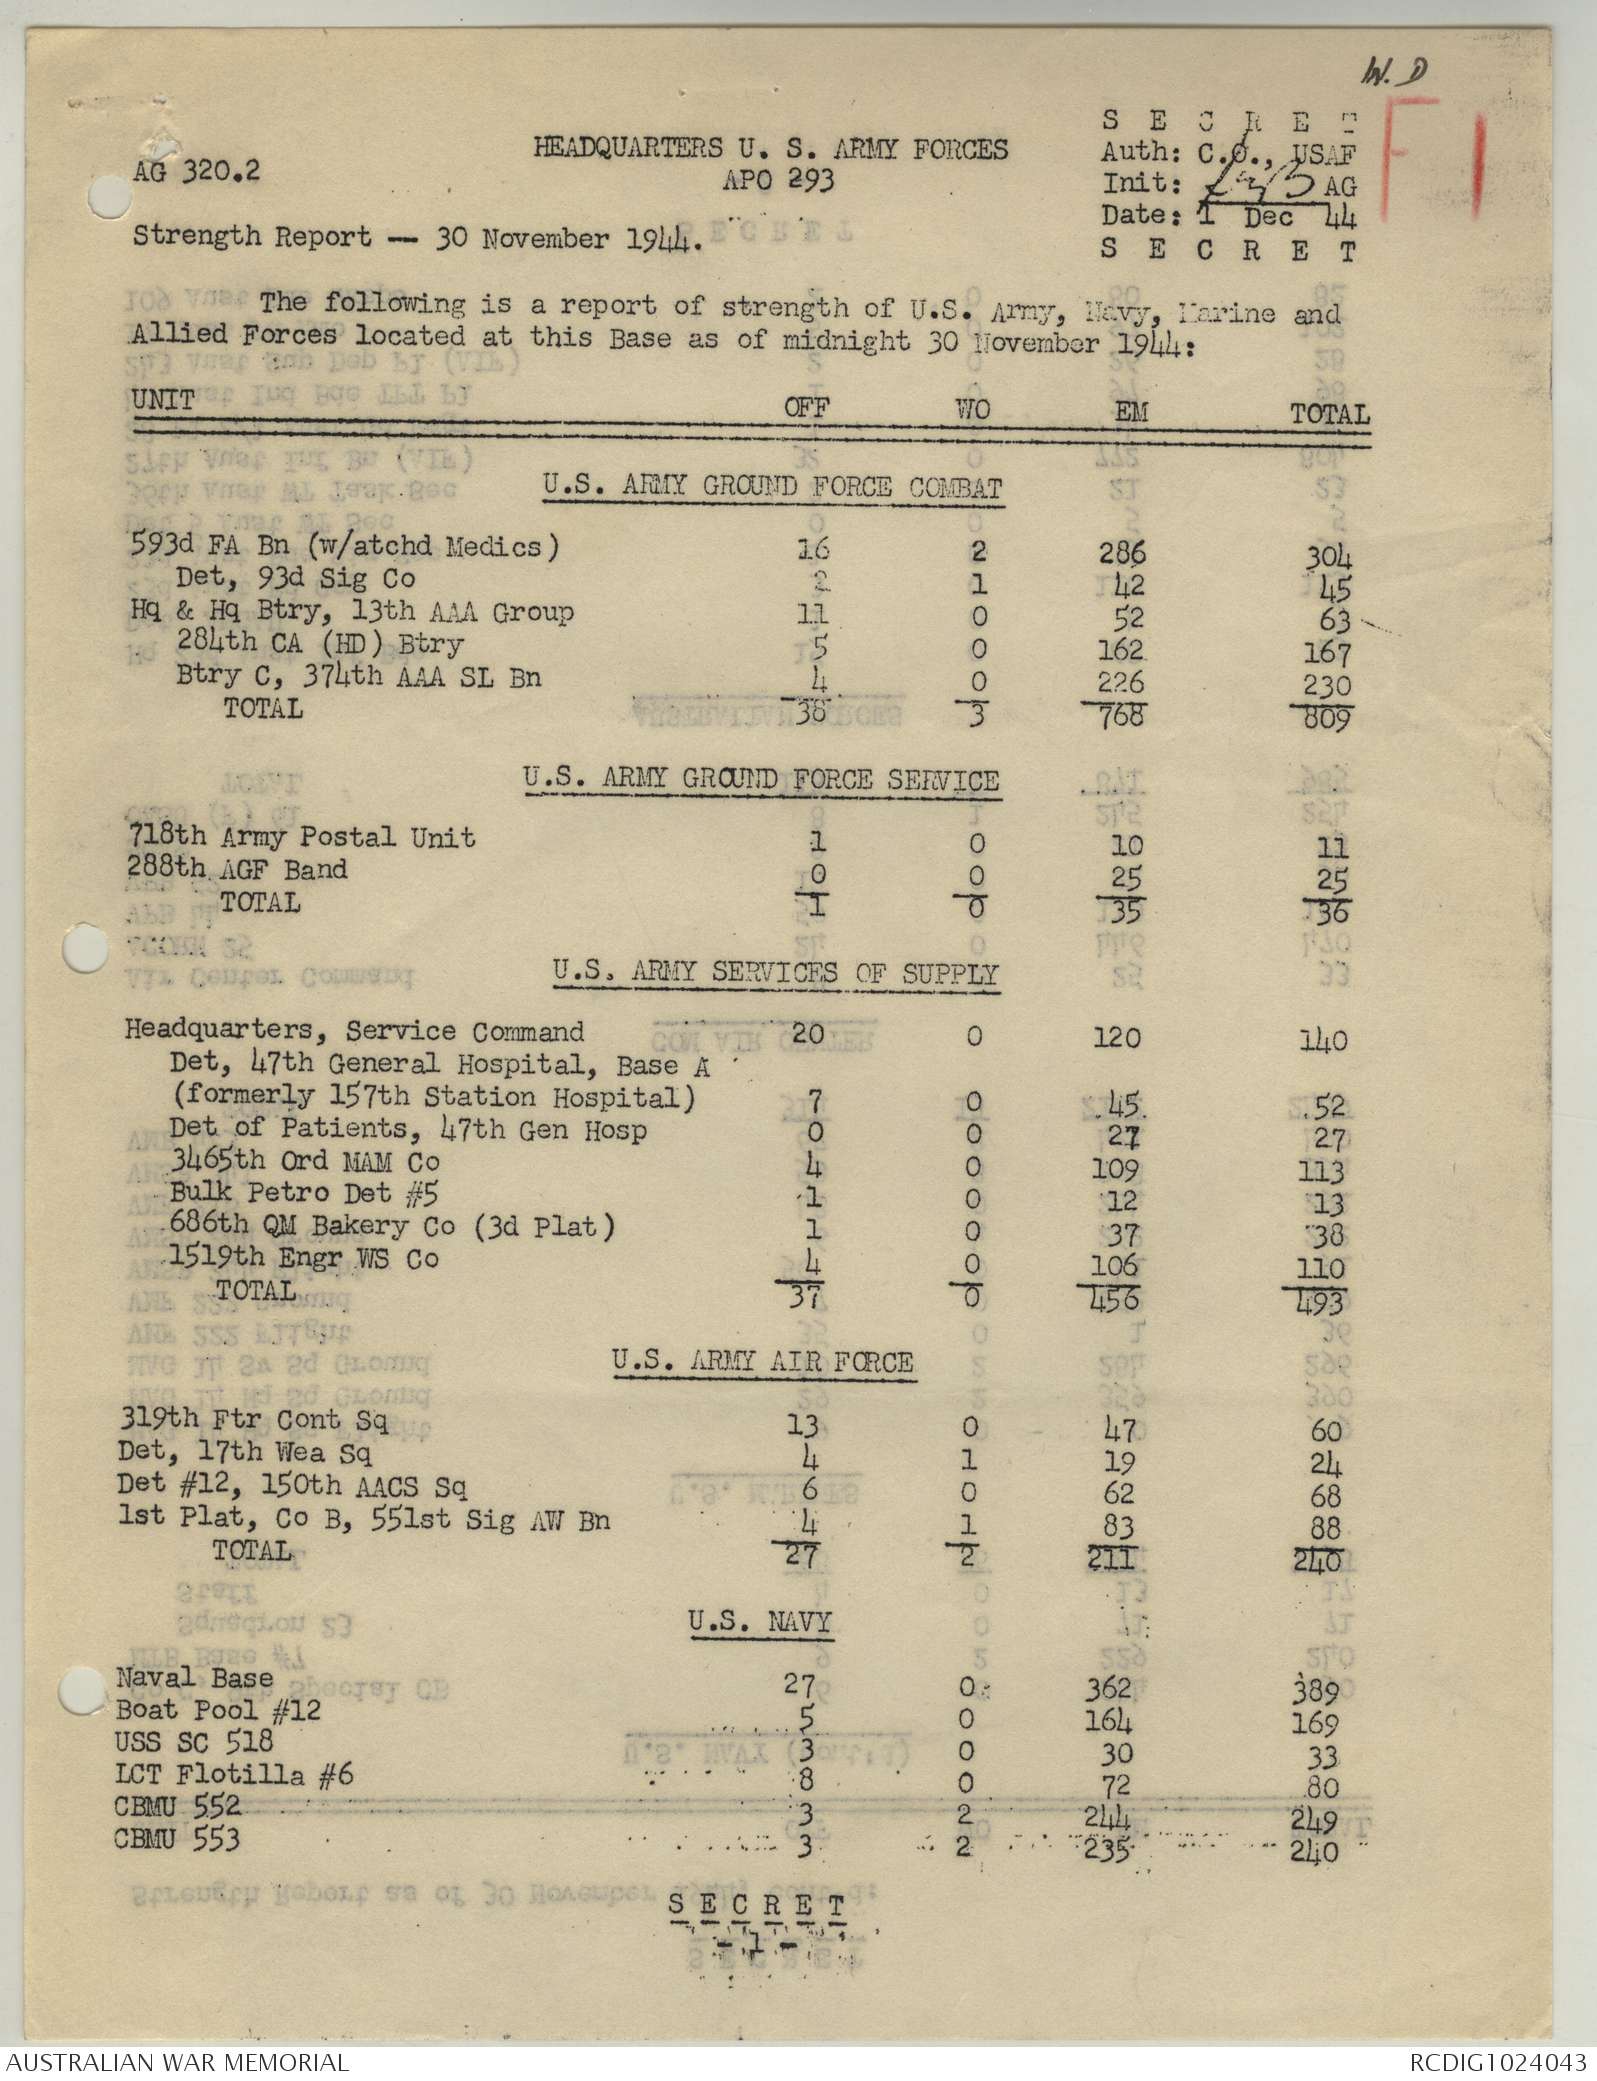 W. D
F 1
S E C R E T
AG 320.2
HEADQUARTERS U. S. ARMY FORCES
APO 293
Auth: C.O., USAF
Init: AG
Date: 1 Dec 44
S E C R E T
Strength Report -- 30 November 1944.
The following is a report of strength of U.S. Army, Navy, Marine and
Allied Forces located at this Base as of midnight 30 November 1944:
UNIT OFF WO EM TOTAL
U.S. ARMY GROUND FORCE COMBAT
593d FA Bn (w/atchd Medics) 16 2 286 304
Det, 93d Sig Co 2 1 42 45
Hq & Hq Btry, 13th AAA Group 11 0 52 63
284th CA (HD) Btry 5 0 162 167
Btry C, 374th AAA SL Bn 4 0 226 230
TOTAL 38 3 768 809
U.S. ARMY GROUND FORCE SERVICE
718th Army Postal Unit 1 0 10 11
288th AGF Band 0 0 25 25
TOTAL 1 0 35 36
U.S. ARMY SERVICES OF SUPPLY
Headquarters, Service Command 20 0 120 140
Det, 47th General Hospital, Base A
(formerly 157th Station Hospital) 7 0 45 52
Det of Patients, 47th Gen Hosp 0 0 27 27
3465th Ord MAM Co 4 0 109 113
Bulk Petro Det #5 1 0 12 13
686th QM Bakery Co (3d Plat) 1 0 37 38
1519th Engr WS Co 4 0 106 110
TOTAL 37 0 456 493
U.S. ARMY AIR FORCE
319th Ftr Cont Sq 13 0 47 60
Det, 17th Wea Sq 4 1 19 24
Det #12, 150th AACS Sq 6 0 62 68
1st Plat, Co B, 551st Sig AW Bn 4 1 83 88
TOTAL 27 2 211 240
U.S. NAVY
Naval Base 27 0 362 389
Boat Pool #12 5 0 164 169
USS SC 518 3 0 30 33
LCT Flotilla #6 8 0 72 80
CBMU 552 3 2 244 249
CBMU 553 3 2 235 240
S E C R E T
- 1 -
AUSTRALIAN WAR MEMORIAL RCDIG1024043